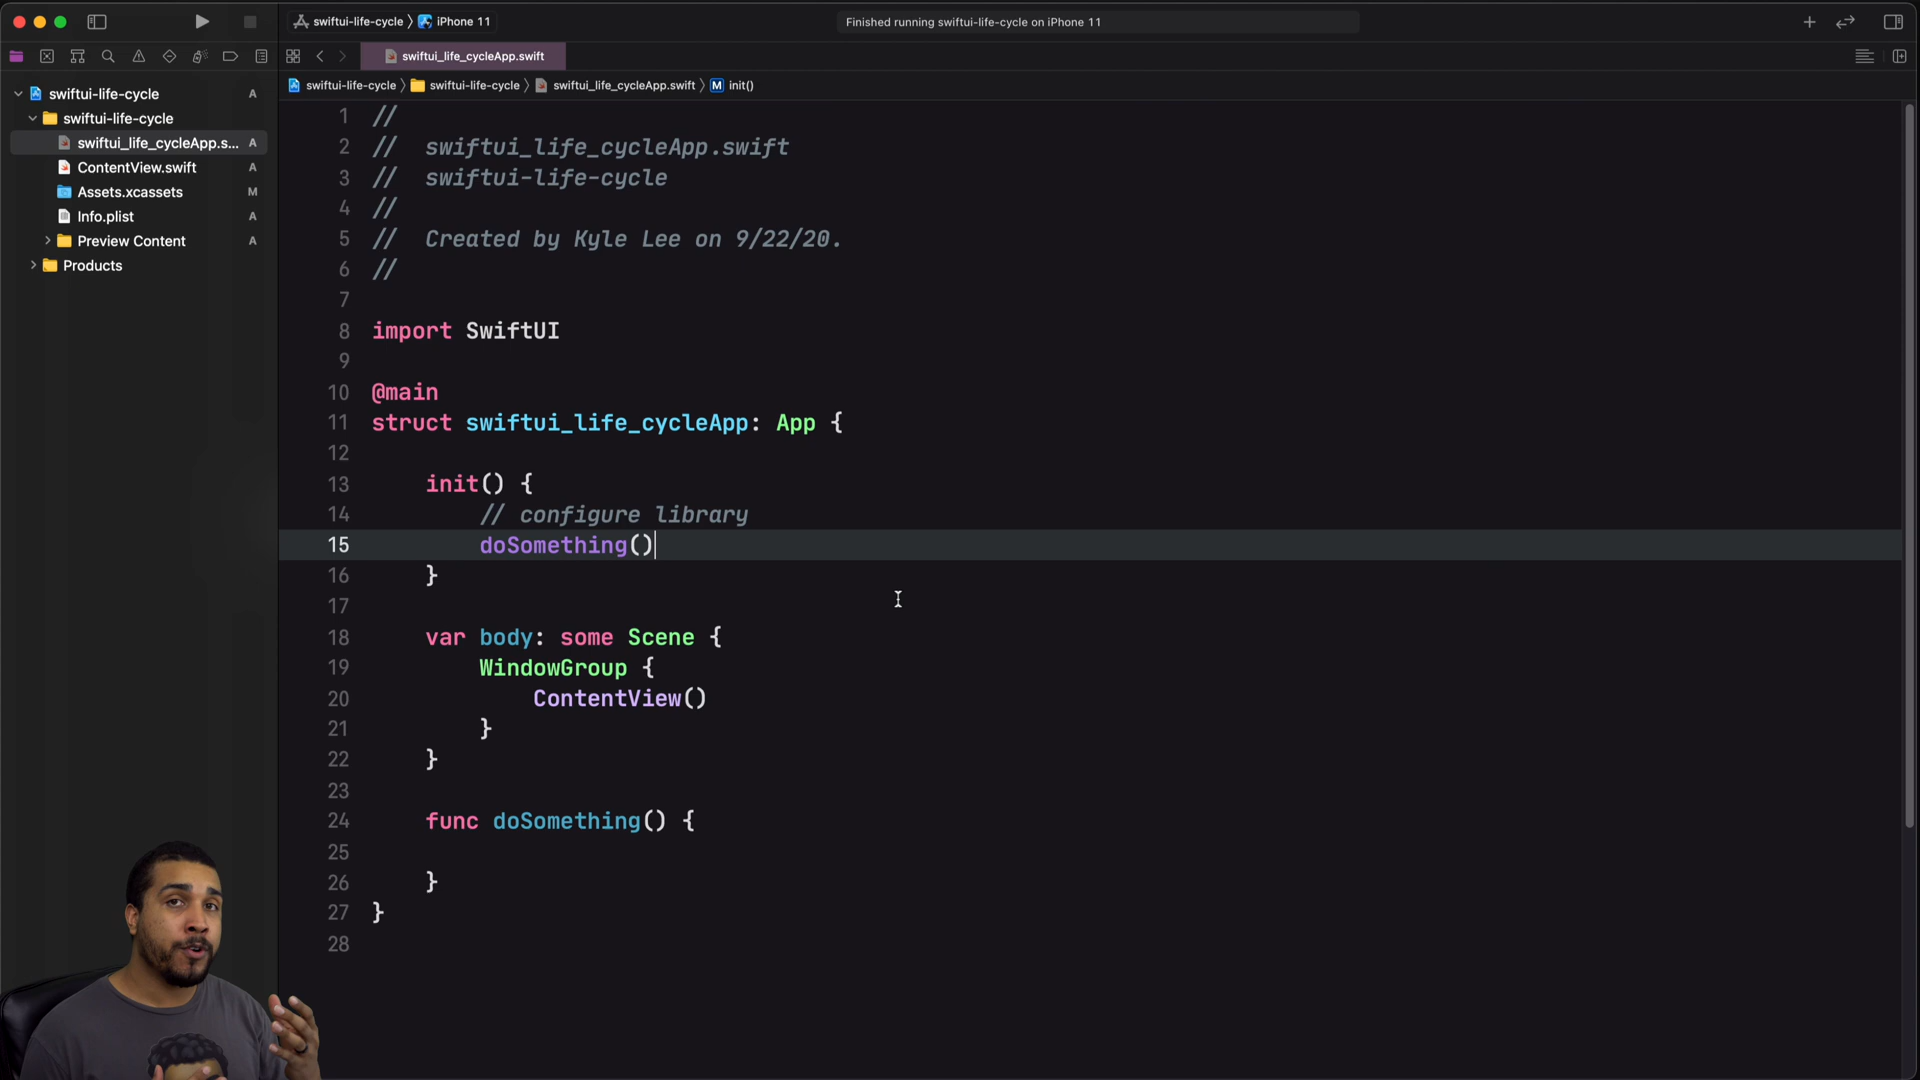 swiftui-life-cycle 〉 iPhone 11
Finished running swiftui-life-cycle on iPhone 11
swiftui_life_cycleApp.swift
swiftui-life-cycle 〉 swiftui-life-cycle 〉 swiftui_life_cycleApp.swift 〉 M init()
swiftui-life-cycle A
swiftui-life-cycle
swiftui_life_cycleApp.s... A
ContentView.swift A
Assets.xcassets M
Info.plist A
Preview Content A
Products
1 //
2 // swiftui_life_cycleApp.swift
3 // swiftui-life-cycle
4 //
5 // Created by Kyle Lee on 9/22/20.
6 //
7
8 import SwiftUI
9
10 @main
11 struct swiftui_life_cycleApp: App {
12
13 init() {
14 // configure library
15 doSomething()
16 }
17
18 var body: some Scene {
19 WindowGroup {
20 ContentView()
21 }
22 }
23
24 func doSomething() {
25
26 }
27 }
28